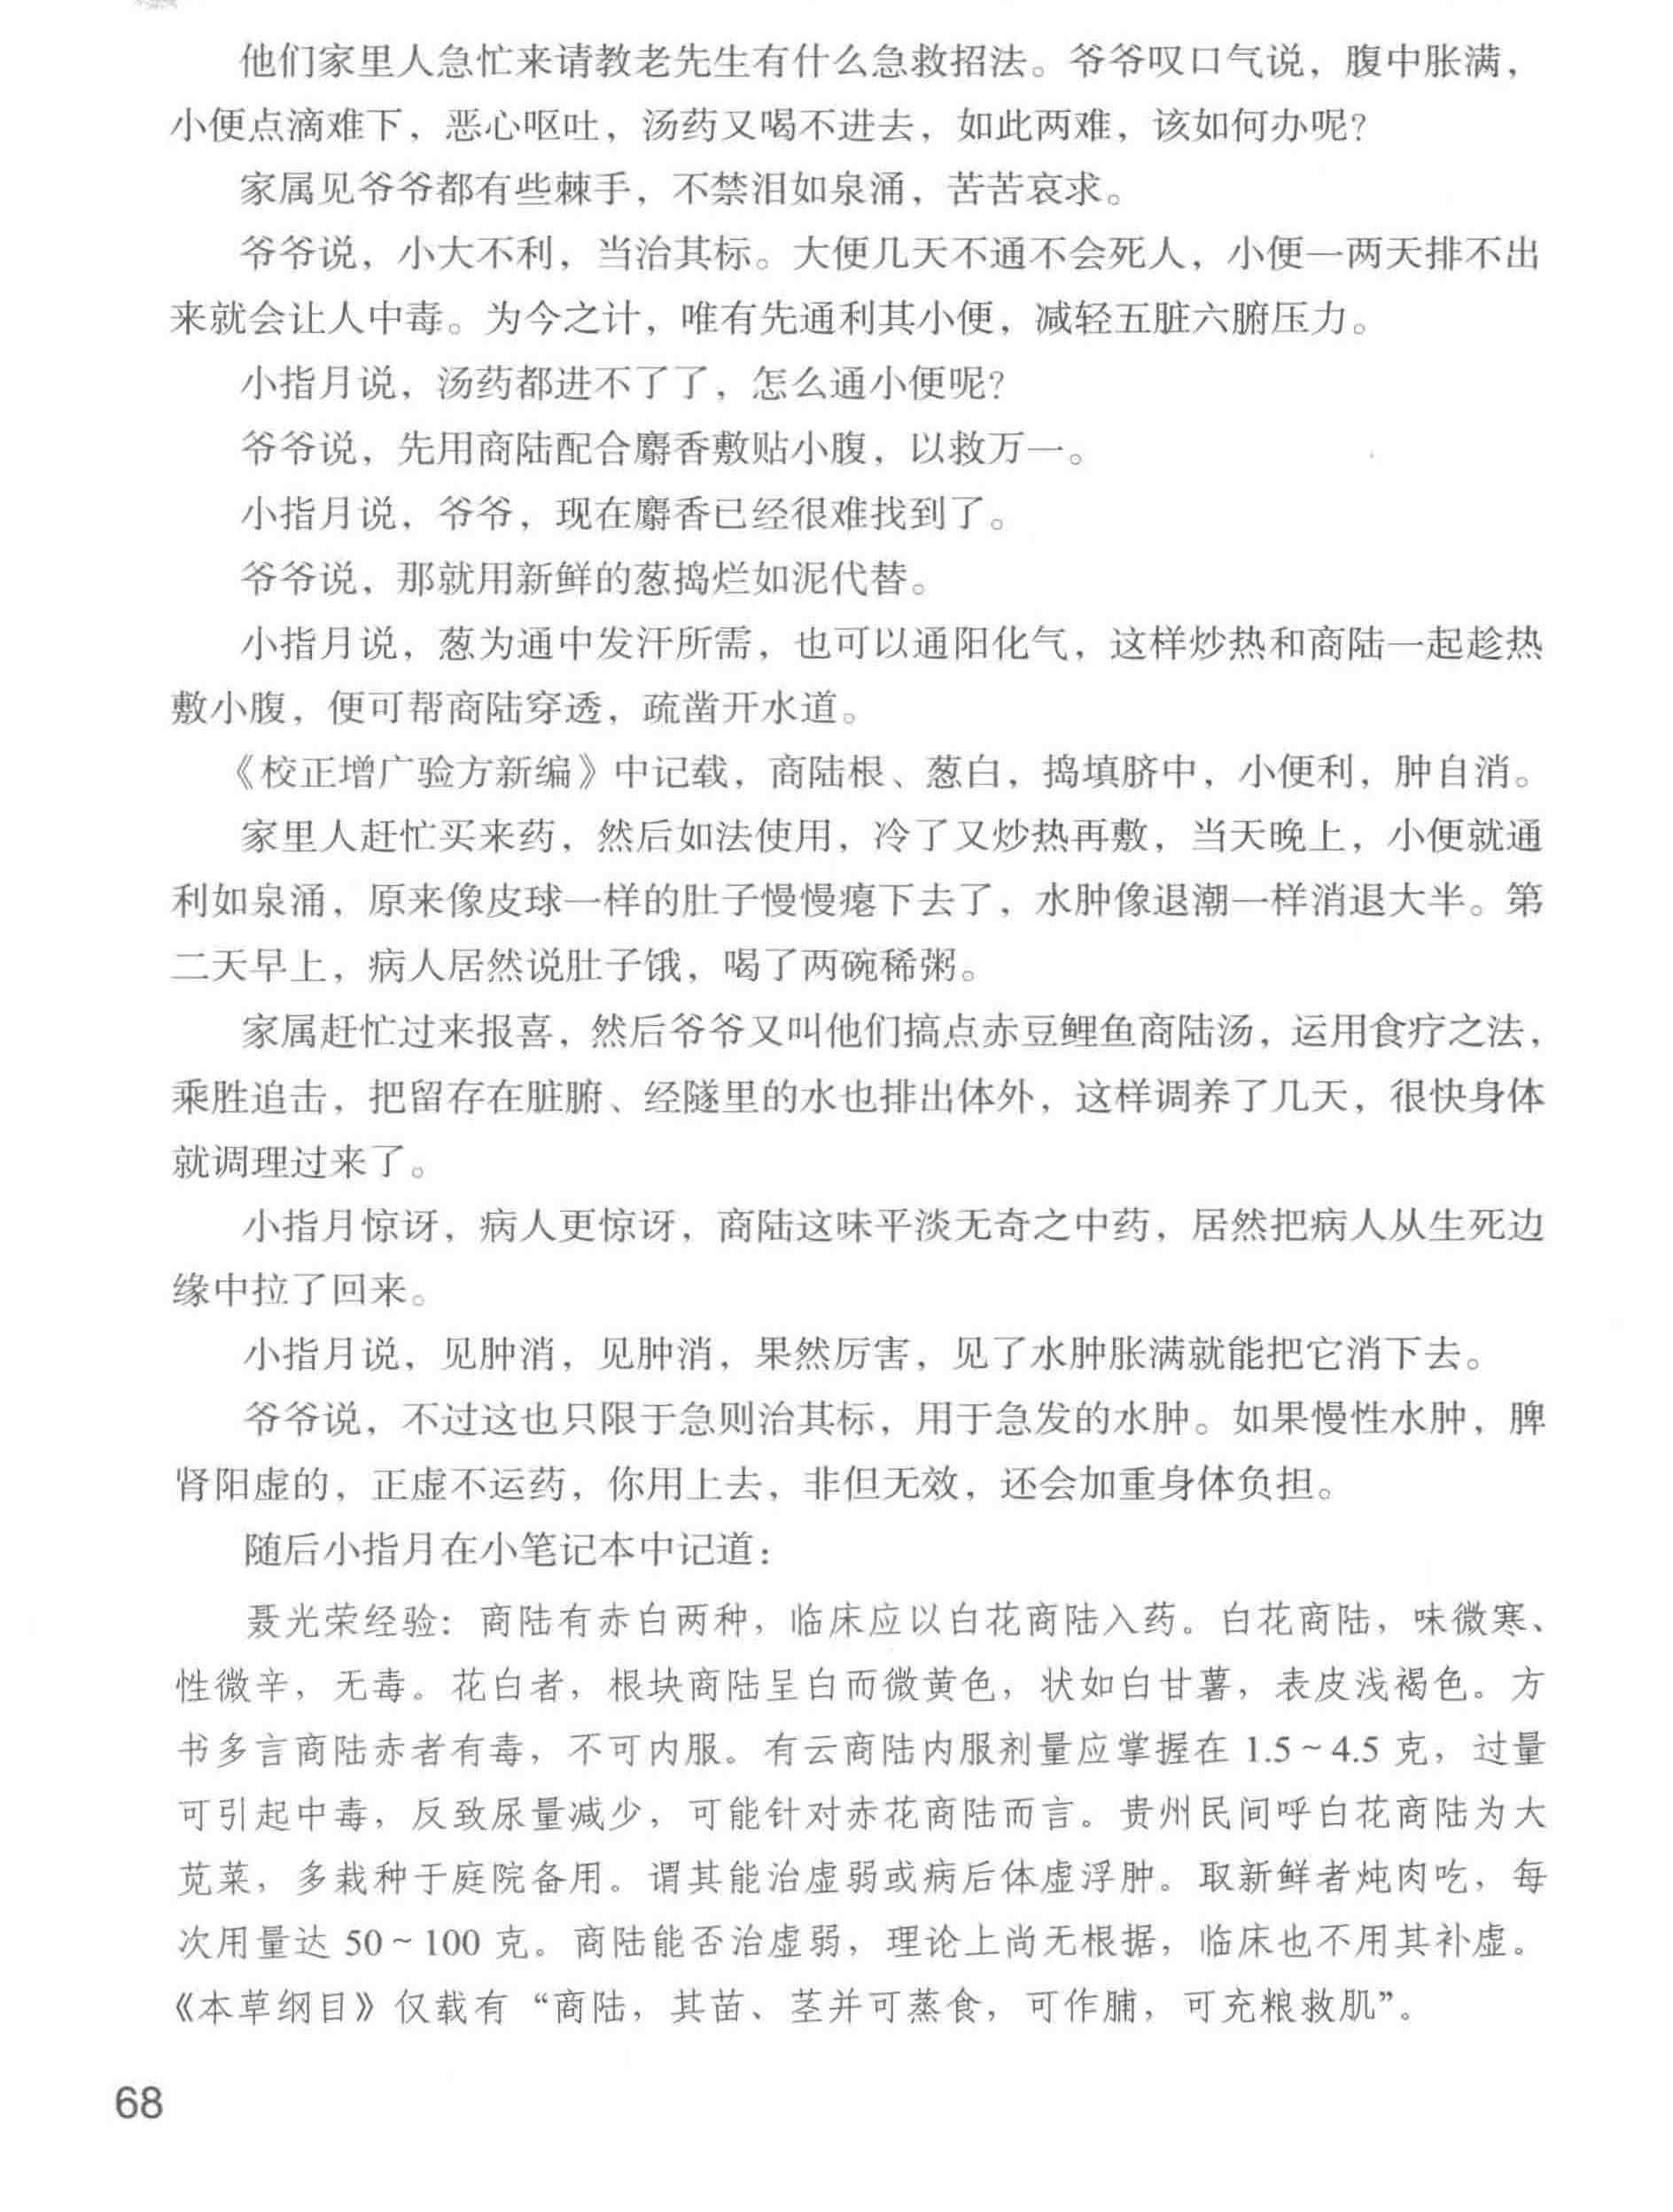 他们家里人急忙来请教老先生有什么急救招法。爷爷叹口气说，腹中胀满，
小便点滴难下，恶心呕吐，汤药又喝不进去，如此两难，该如何办呢？
家属见爷爷都有些棘手，不禁泪如泉涌，苦苦哀求。
爷爷说，小大不利，当治其标。大便几天不通不会死人，小便一两天排不出
来就会让人中毒。为今之计，唯有先通利其小便，减轻五脏六腑压力。
小指月说，汤药都进不了了，怎么通小便呢？
爷爷说，先用商陆配合麝香敷贴小腹，以救万一。
小指月说，爷爷，现在麝香已经很难找到了。
爷爷说，那就用新鲜的葱捣烂如泥代替。
小指月说，葱为通中发汗所需，也可以通阳化气，这样炒热和商陆一起趁热
敷小腹，便可帮商陆穿透，疏凿开水道。
《校正增广验方新编》中记载，商陆根、葱白，捣填脐中，小便利，肿自消。
家里人赶忙买来药，然后如法使用，冷了又炒热再敷，当天晚上，小便就通
利如泉涌，原来像皮球一样的肚子慢慢瘪下去了，水肿像退潮一样消退大半。第
二天早上，病人居然说肚子饿，喝了两碗稀粥。
家属赶忙过来报喜，然后爷爷又叫他们搞点赤豆鲤鱼商陆汤，运用食疗之法，
乘胜追击，把留存在脏腑、经隧里的水也排出体外，这样调养了几天，很快身体
就调理过来了。
小指月惊讶，病人更惊讶，商陆这味平淡无奇之中药，居然把病人从生死边
缘中拉了回来。
小指月说，见肿消，见肿消，果然厉害，见了水肿胀满就能把它消下去。
爷爷说，不过这也只限于急则治其标，用于急发的水肿。如果慢性水肿，脾
肾阳虚的，正虚不运药，你用上去，非但无效，还会加重身体负担。
随后小指月在小笔记本中记道：
聂光荣经验：商陆有赤白两种，临床应以白花商陆入药。白花商陆，味微寒、
性微辛，无毒。花白者，根块商陆呈白而微黄色，状如白甘薯，表皮浅褐色。方
书多言商陆赤者有毒，不可内服。有云商陆内服剂量应掌握在 1.5～4.5 克，过量
可引起中毒，反致尿量减少，可能针对赤花商陆而言。贵州民间呼白花商陆为大
苋菜，多栽种于庭院备用。谓其能治虚弱或病后体虚浮肿。取新鲜者炖肉吃，每
次用量达 50～100 克。商陆能否治虚弱，理论上尚无根据，临床也不用其补虚。
《本草纲目》仅载有“商陆，其苗、茎并可蒸食，可作脯，可充粮救肌”。
68